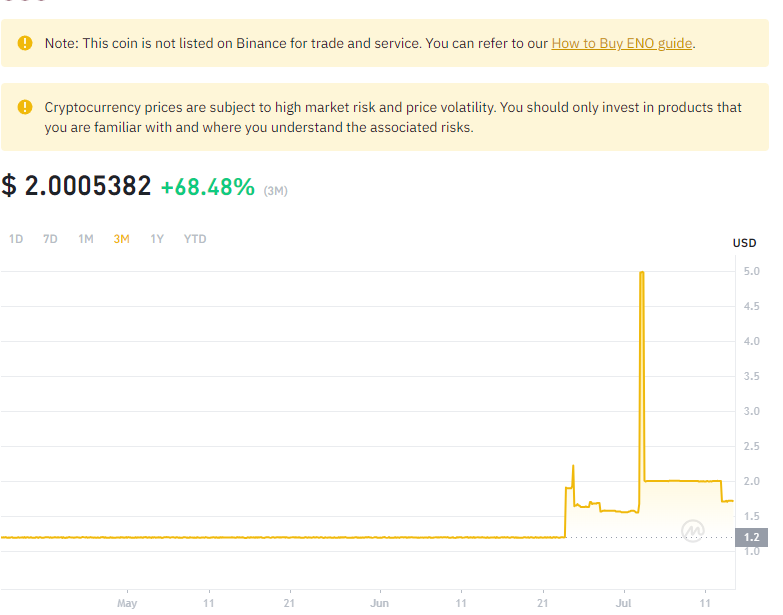 Note: This coin is not listed on Binance for trade and service. You can refer to our How to Buy ENO guide.
Cryptocurrency prices are subject to high market risk and price volatility. You should only invest in products that
you are familiar with and where you understand the associated risks.
$ 2.0005382 +68.48% (3M)
1D 7D 1M 3M 1Y YTD
USD
5.0
4.5
4.0
3.5
3.0
2.5
2.0
1.5
1.2
1.0
May 11 21 Jun 11 21 Jul 11